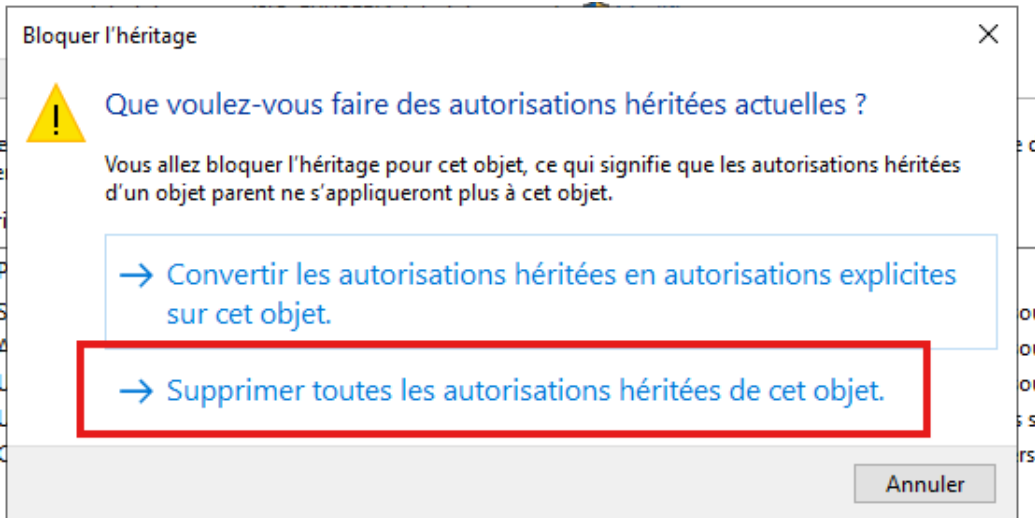 Bloquer l'héritage
Que voulez-vous faire des autorisations héritées actuelles ?
Vous allez bloquer l'héritage pour cet objet, ce qui signifie que les autorisations héritées
d'un objet parent ne s'appliqueront plus à cet objet.
→ Convertir les autorisations héritées en autorisations explicites
sur cet objet.
→ Supprimer toutes les autorisations héritées de cet objet.
Annuler